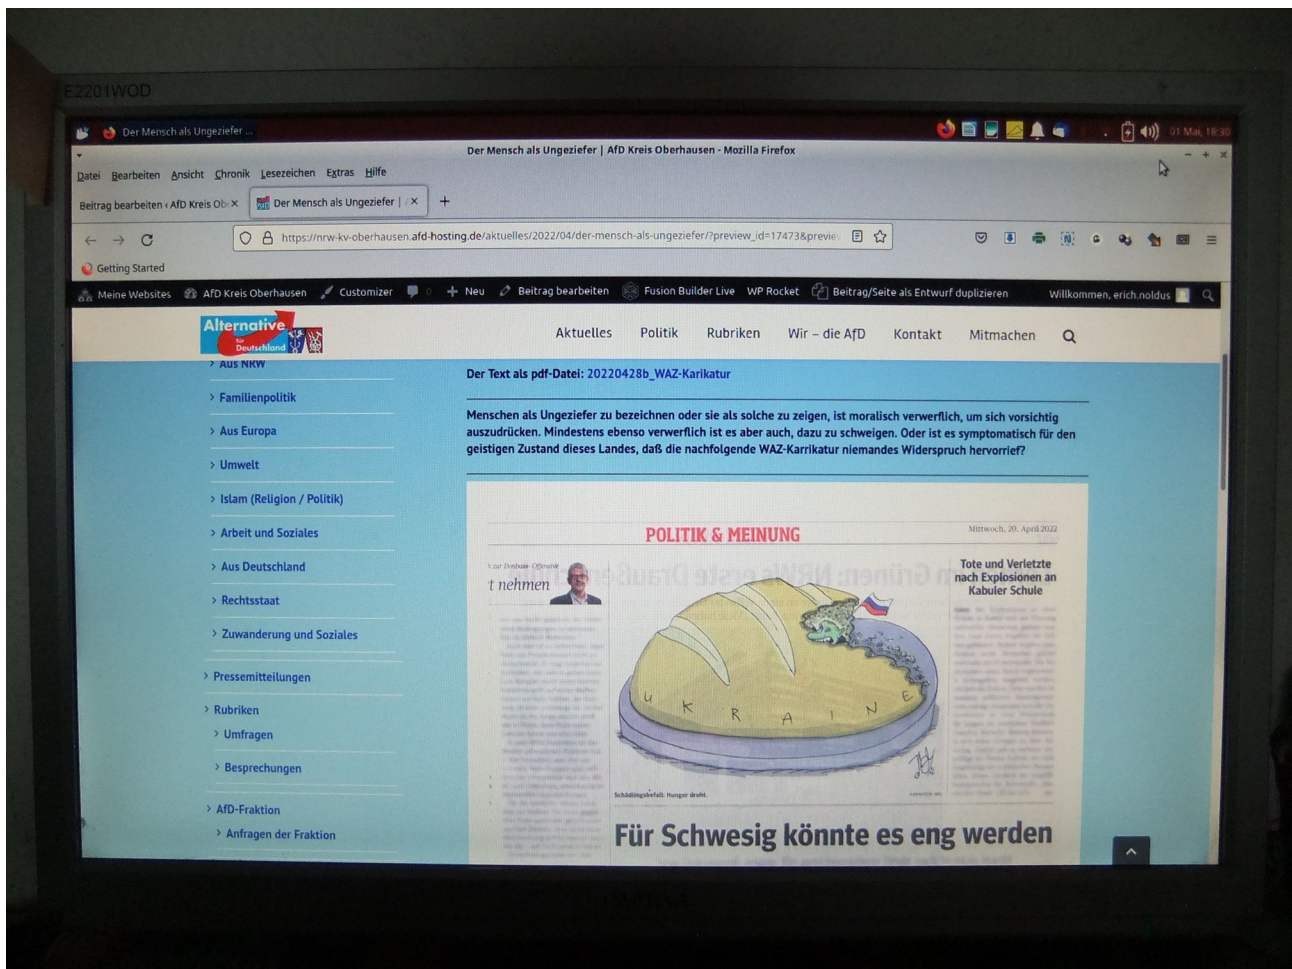 E2201WOD
Der Mensch als Ungeziefer ...
01 Mai, 18:30
Der Mensch als Ungeziefer | AfD Kreis Oberhausen - Mozilla Firefox
Datei Bearbeiten Ansicht Chronik Lesezeichen Extras Hilfe
Beitrag bearbeiten ‹ AfD Kreis Ob
Der Mensch als Ungeziefer |
https://nrw-kv-oberhausen.afd-hosting.de/aktuelles/2022/04/der-mensch-als-ungeziefer/?preview_id=17473&previe
Getting Started
Meine Websites AfD Kreis Oberhausen Customizer 0 + Neu Beitrag bearbeiten Fusion Builder Live WP Rocket Beitrag/Seite als Entwurf duplizieren Willkommen, erich.noldus
Alternative
für
Deutschland
Aktuelles Politik Rubriken Wir – die AfD Kontakt Mitmachen
> Aus NRW
> Familienpolitik
> Aus Europa
> Umwelt
> Islam (Religion / Politik)
> Arbeit und Soziales
> Aus Deutschland
> Rechtsstaat
> Zuwanderung und Soziales
> Pressemitteilungen
> Rubriken
> Umfragen
> Besprechungen
> AfD-Fraktion
> Anfragen der Fraktion
Der Text als pdf-Datei: 20220428b_WAZ-Karikatur
Menschen als Ungeziefer zu bezeichnen oder sie als solche zu zeigen, ist moralisch verwerflich, um sich vorsichtig
auszudrücken. Mindestens ebenso verwerflich ist es aber auch, dazu zu schweigen. Oder ist es symptomatisch für den
geistigen Zustand dieses Landes, daß die nachfolgende WAZ-Karrikatur niemandes Widerspruch hervorrief?
POLITIK & MEINUNG
Mittwoch, 20. April 2022
zur Donbass-Offensive
t nehmen
Tote und Verletzte
nach Explosionen an
Kabuler Schule
UKRAINE
Schädlingsbefall: Hunger droht.
Für Schwesig könnte es eng werden